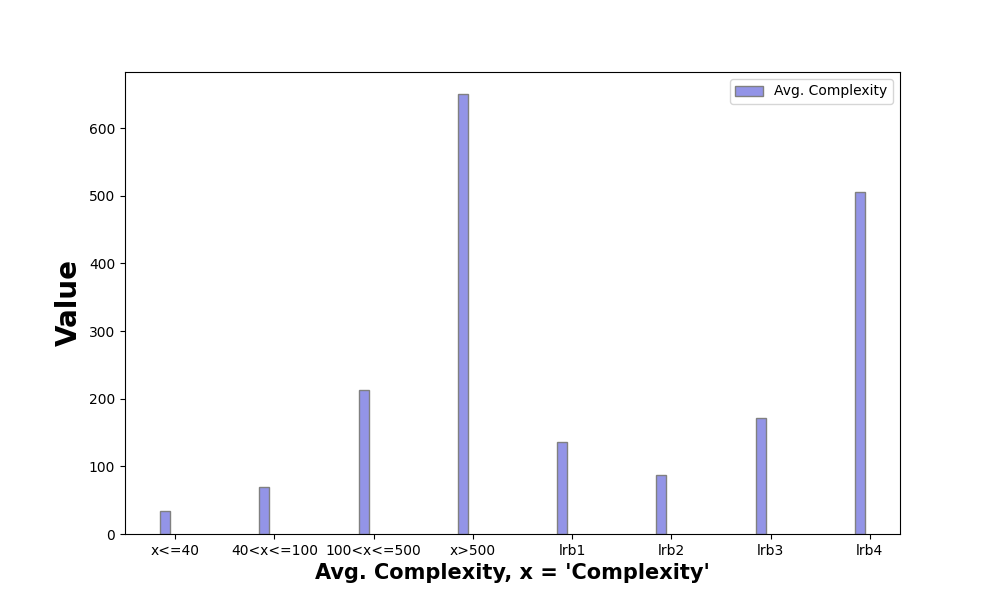 Avg. Complexity
600
500
400
300
200
100
0
Value
x<=40 40<x<=100 100<x<=500 x>500 lrb1 lrb2 lrb3 lrb4
Avg. Complexity, x = 'Complexity'